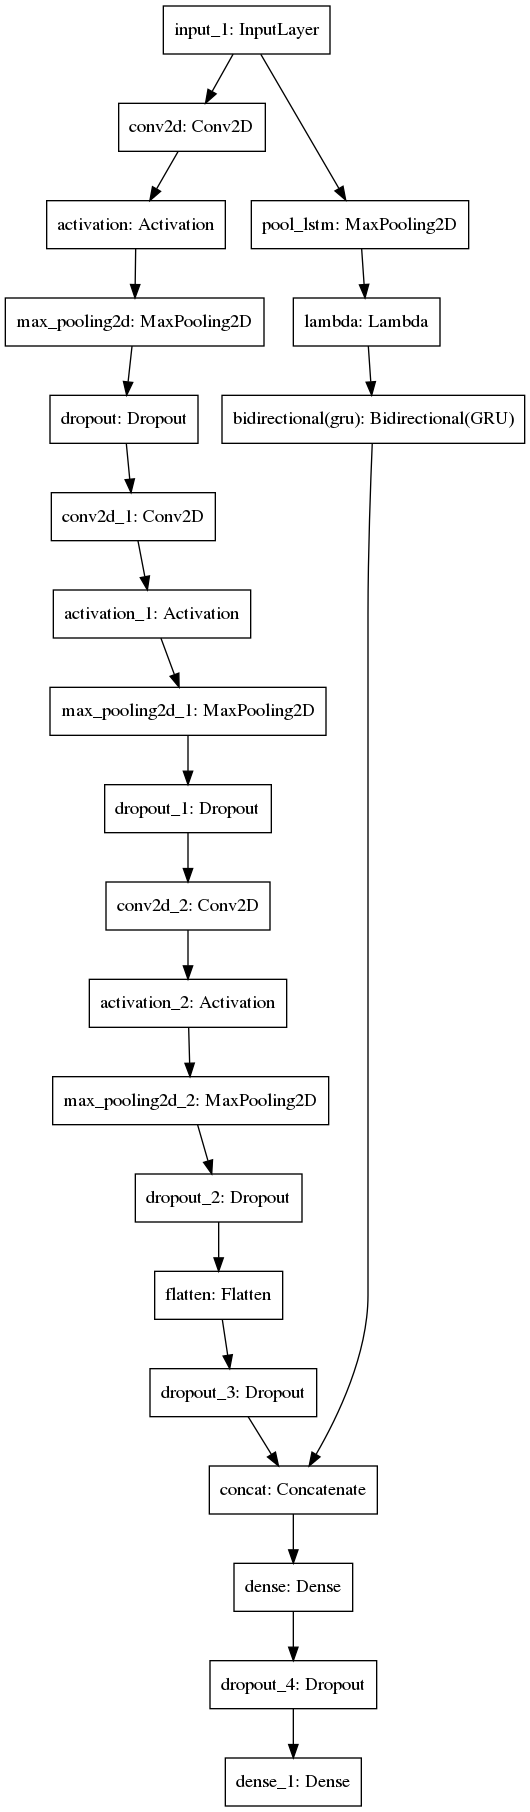 input_1: InputLayer
conv2d: Conv2D
activation: Activation
pool_lstm: MaxPooling2D
max_pooling2d: MaxPooling2D
lambda: Lambda
dropout: Dropout
bidirectional(gru): Bidirectional(GRU)
conv2d_1: Conv2D
activation_1: Activation
max_pooling2d_1: MaxPooling2D
dropout_1: Dropout
conv2d_2: Conv2D
activation_2: Activation
max_pooling2d_2: MaxPooling2D
dropout_2: Dropout
flatten: Flatten
dropout_3: Dropout
concat: Concatenate
dense: Dense
dropout_4: Dropout
dense_1: Dense